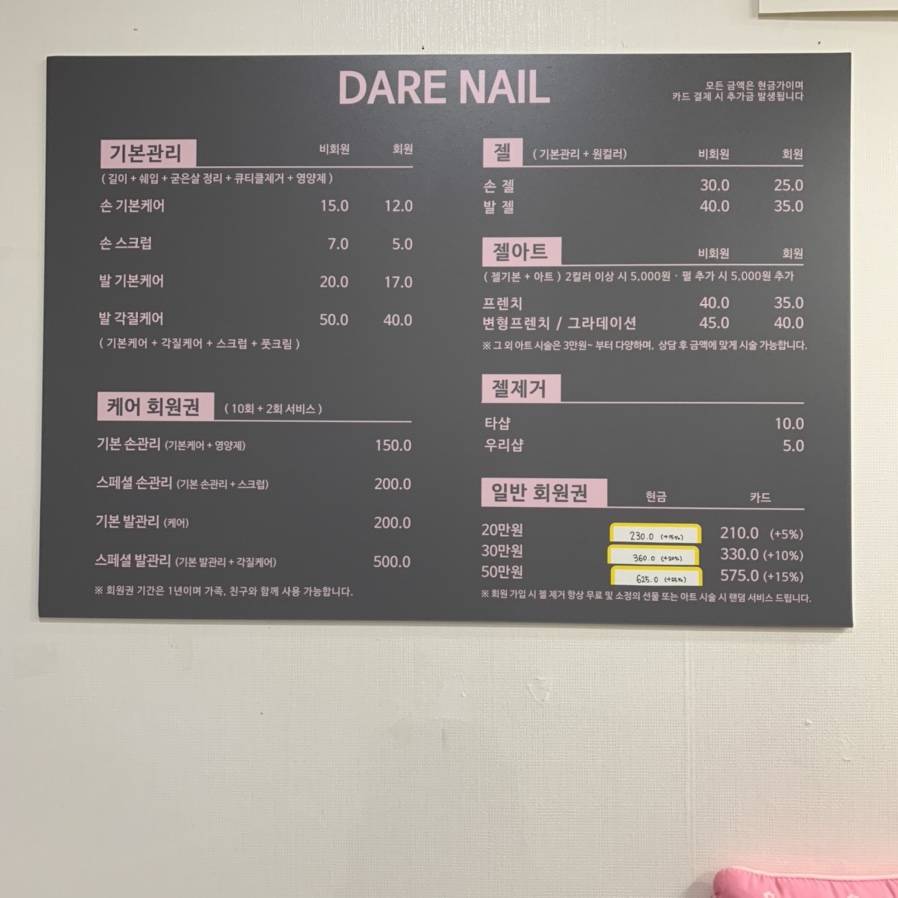 DARE NAIL
모든 금액은 현금가이며
카드 결제 시 추가금 발생됩니다
기본관리 비회원 회원
( 길이 + 쉐입 + 굳은살 정리 + 큐티클제거 + 영양제 )
손 기본케어 15.0 12.0
손 스크럽 7.0 5.0
발 기본케어 20.0 17.0
발 각질케어 50.0 40.0
( 기본케어 + 각질케어 + 스크럽 + 풋크림 )
케어 회원권 ( 10회 + 2회 서비스 )
기본 손관리 (기본케어 + 영양제) 150.0
스페셜 손관리 (기본 손관리 + 스크럽) 200.0
기본 발관리 (케어) 200.0
스페셜 발관리 (기본 발관리 + 각질케어) 500.0
※ 회원권 기간은 1년이며 가족, 친구와 함께 사용 가능합니다.
젤 ( 기본관리 + 원컬러) 비회원 회원
손 젤 30.0 25.0
발 젤 40.0 35.0
젤아트 비회원 회원
( 젤기본 + 아트 ) 2컬러 이상 시 5,000원 · 펄 추가 시 5,000원 추가
프렌치 40.0 35.0
변형프렌치 / 그라데이션 45.0 40.0
※ 그 외 아트 시술은 3만원~ 부터 다양하며, 상담 후 금액에 맞게 시술 가능합니다.
젤제거
타샵 10.0
우리샵 5.0
일반 회원권 현금 카드
20만원 230.0 (+15%) 210.0 (+5%)
30만원 360.0 (+20%) 330.0 (+10%)
50만원 625.0 (+25%) 575.0 (+15%)
※ 회원 가입 시 젤 제거 항상 무료 및 소정의 선물 또는 아트 시술 시 랜덤 서비스 드립니다.